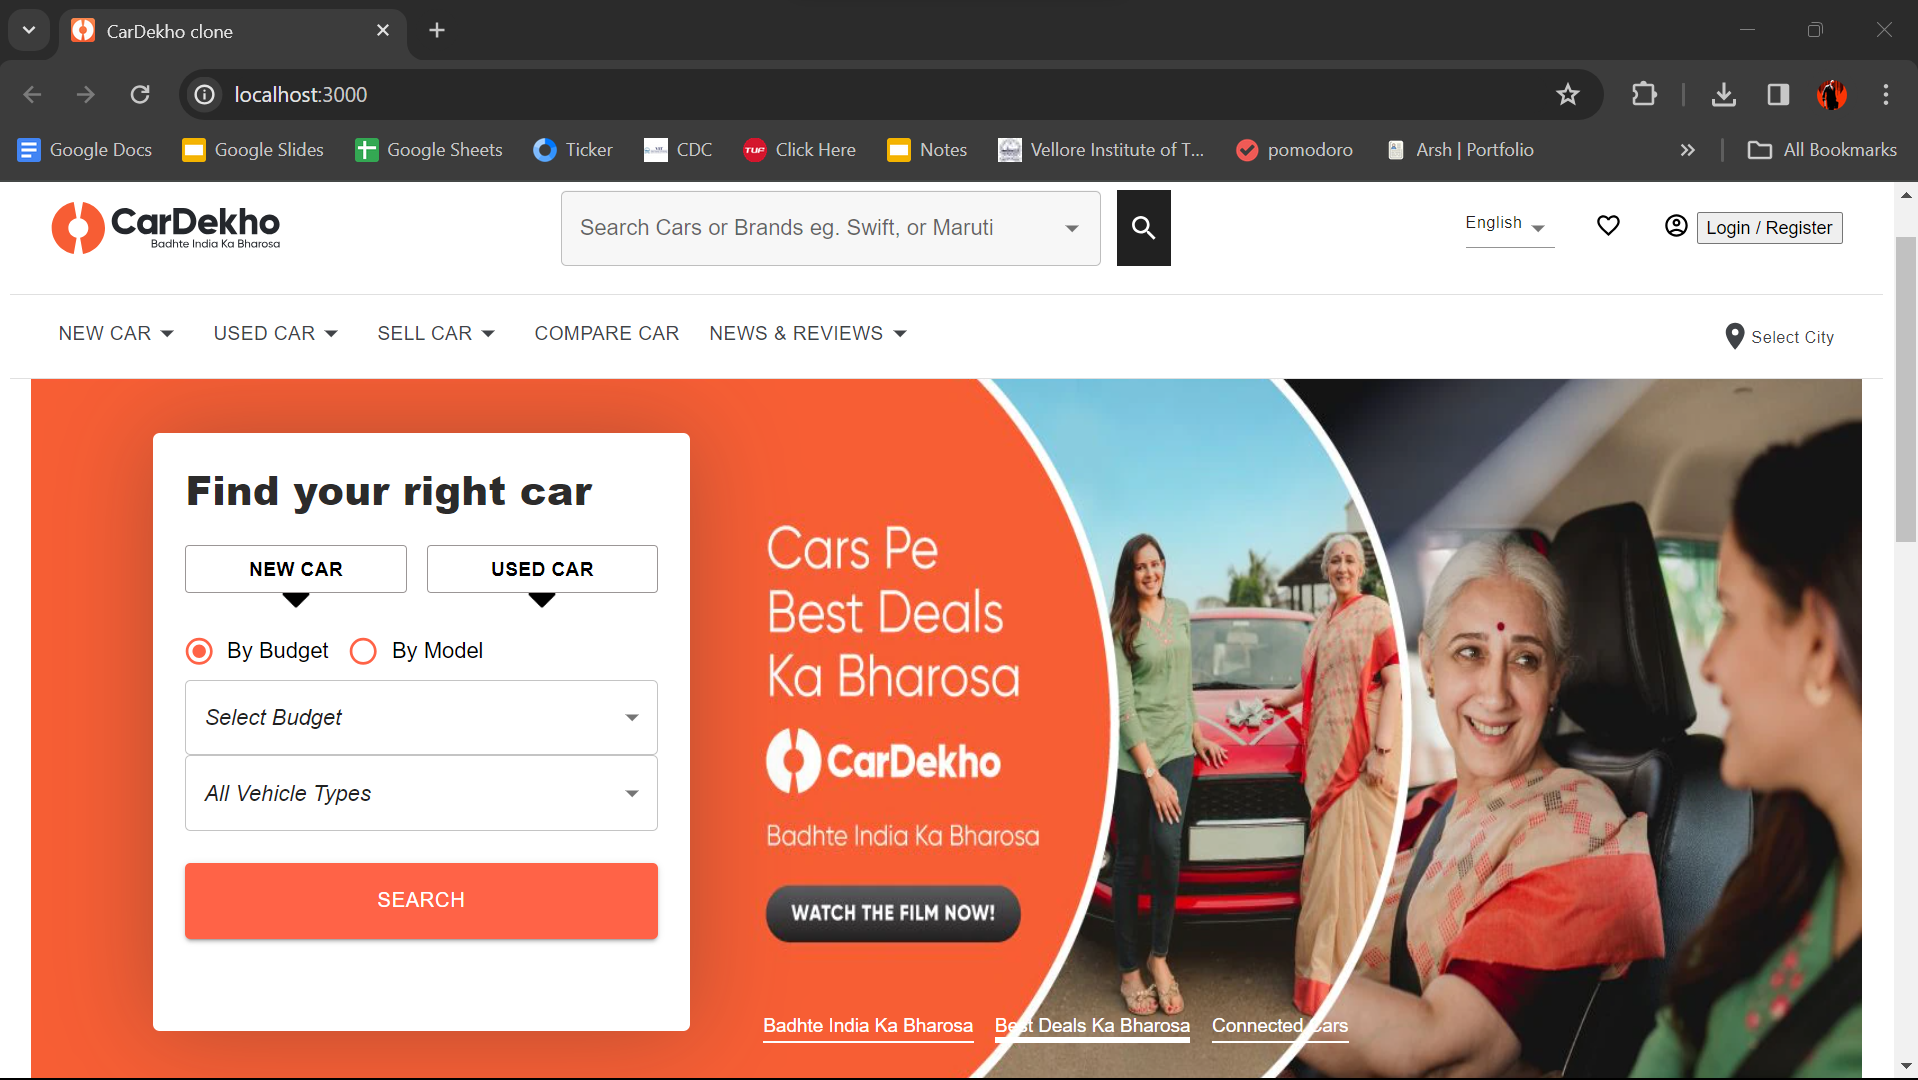 CarDekho clone
localhost:3000
Google Docs
Google Slides
Google Sheets
Ticker
CDC
TUP
Click Here
Notes
Vellore Institute of T...
pomodoro
Arsh | Portfolio
All Bookmarks
CarDekho
Badhte India Ka Bharosa
Search Cars or Brands eg. Swift, or Maruti
English
Login / Register
NEW CAR
USED CAR
SELL CAR
COMPARE CAR
NEWS & REVIEWS
Select City
Find your right car
NEW CAR
USED CAR
By Budget
By Model
Select Budget
All Vehicle Types
SEARCH
Cars Pe
Best Deals
Ka Bharosa
CarDekho
Badhte India Ka Bharosa
WATCH THE FILM NOW!
Badhte India Ka Bharosa
Best Deals Ka Bharosa
Connected Cars